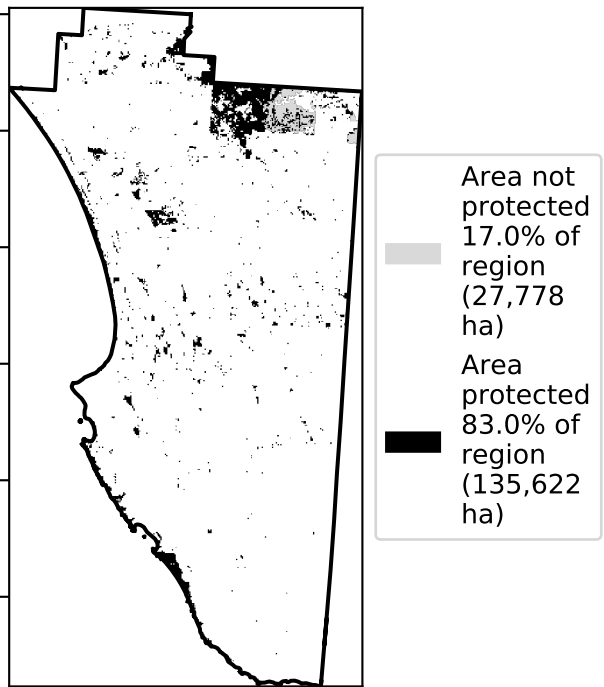 Area not
protected
17.0% of
region
(27,778
ha)
Area
protected
83.0% of
region
(135,622
ha)